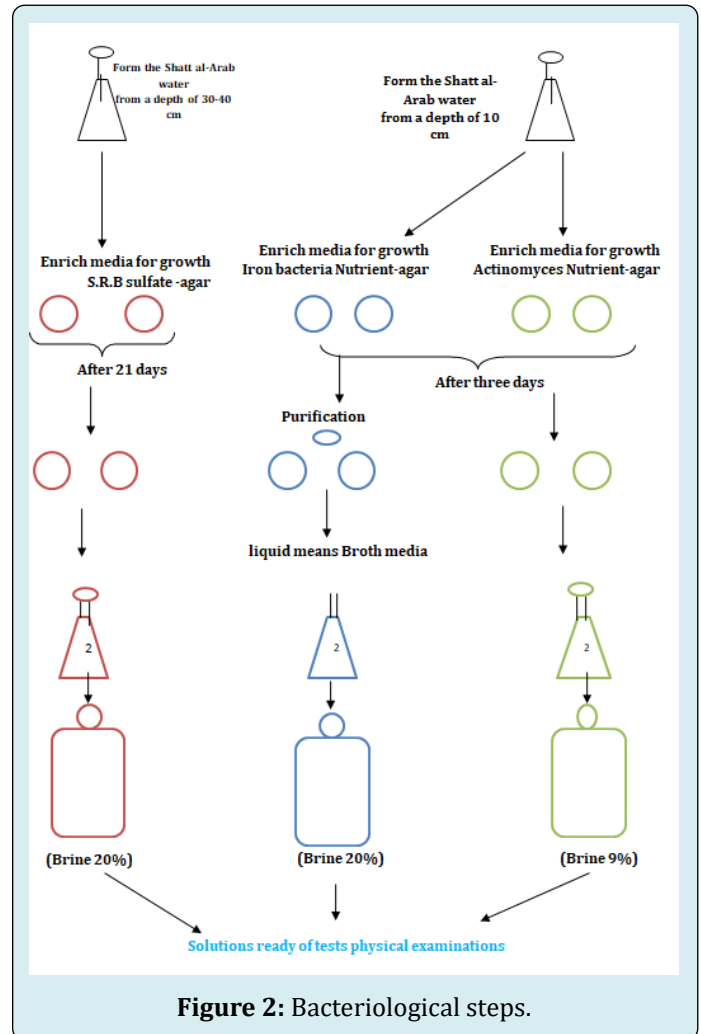 Form the Shatt al-Arab
water
from a depth of 30-40
cm
Form the Shatt al-
Arab water
from a depth of 10
cm
Enrich media for growth
S.R.B sulfate -agar
Enrich media for growth
Iron bacteria Nutrient-agar
Enrich media for growth
Actinomyces Nutrient-agar
After 21 days
After three days
Purification
liquid means Broth media
2
2
2
(Brine 20%)
(Brine 20%)
(Brine 9%)
Solutions ready of tests physical examinations
Figure 2: Bacteriological steps.